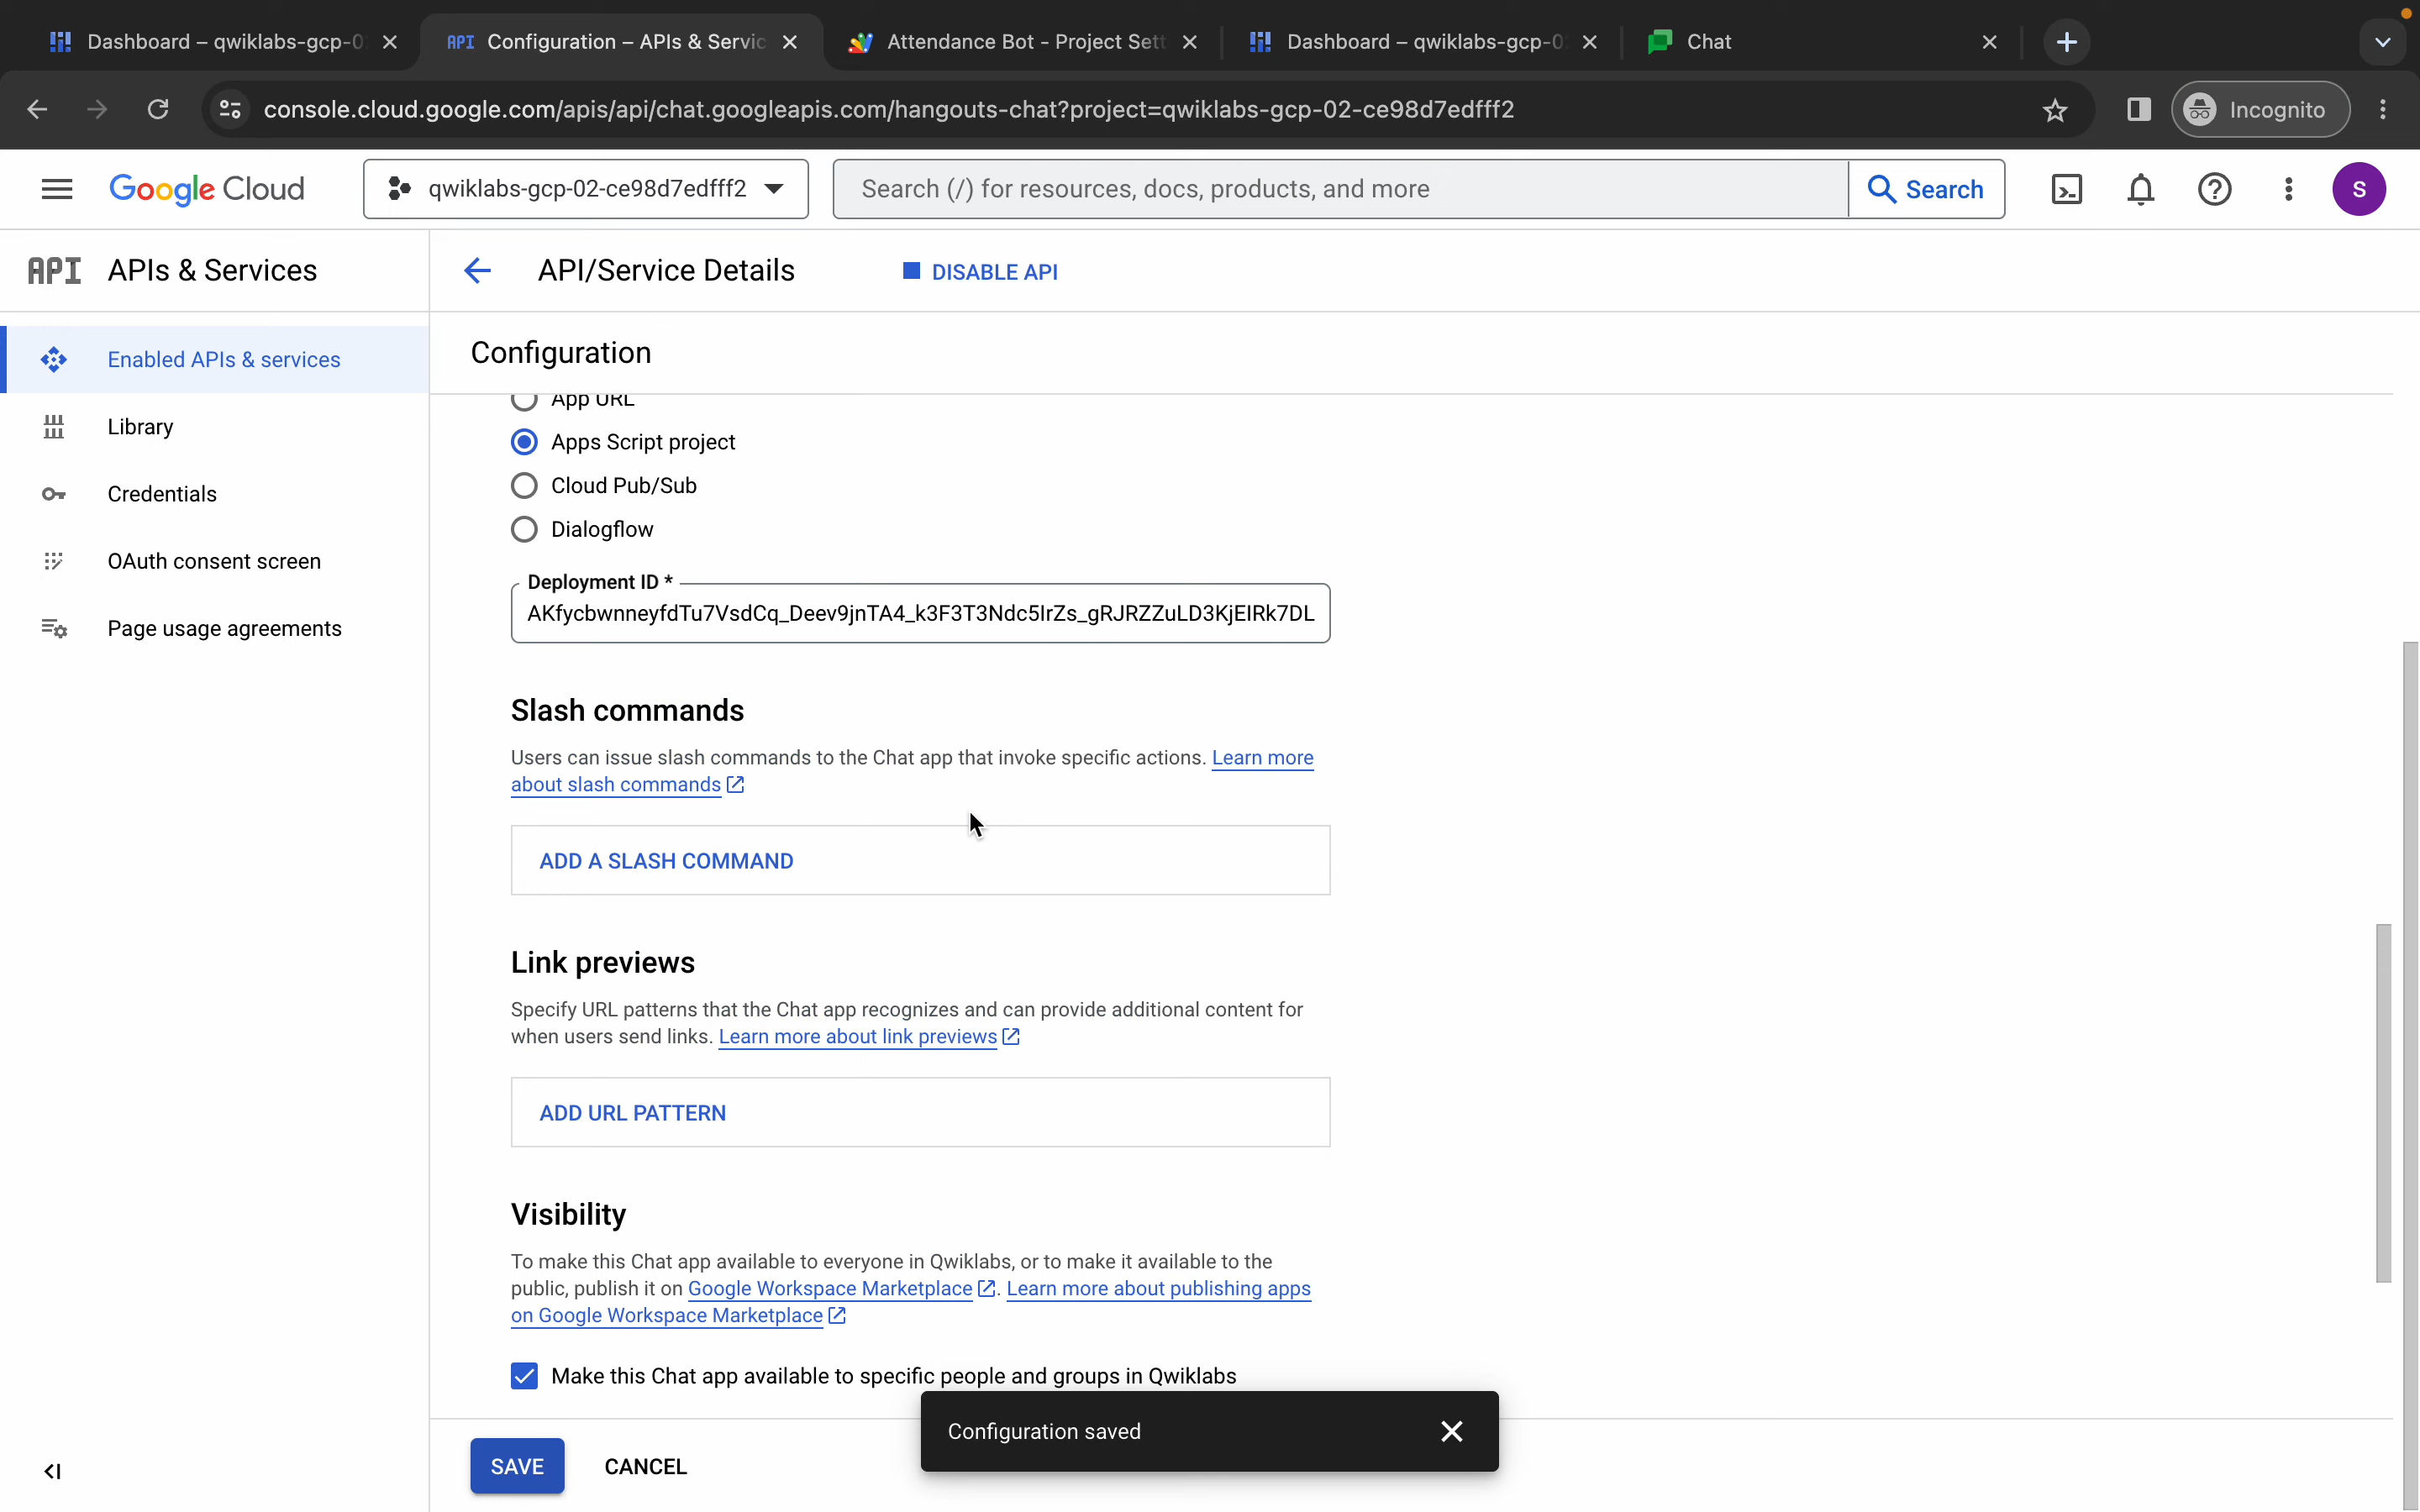 Dashboard – qwiklabs-gcp-0
Configuration – APIs & Servic
Attendance Bot - Project Sett
Dashboard – qwiklabs-gcp-0
Chat
console.cloud.google.com/apis/api/chat.googleapis.com/hangouts-chat?project=qwiklabs-gcp-02-ce98d7edfff2
Incognito
Google Cloud
qwiklabs-gcp-02-ce98d7edfff2
Search (/) for resources, docs, products, and more
Search
S
API APIs & Services
API/Service Details
DISABLE API
Enabled APIs & services
Library
Credentials
OAuth consent screen
Page usage agreements
Configuration
App URL
Apps Script project
Cloud Pub/Sub
Dialogflow
Deployment ID *
AKfycbwnneyfdTu7VsdCq_Deev9jnTA4_k3F3T3Ndc5IrZs_gRJRZZuLD3KjEIRk7DL
Slash commands
Users can issue slash commands to the Chat app that invoke specific actions. Learn more
about slash commands
ADD A SLASH COMMAND
Link previews
Specify URL patterns that the Chat app recognizes and can provide additional content for
when users send links. Learn more about link previews
ADD URL PATTERN
Visibility
To make this Chat app available to everyone in Qwiklabs, or to make it available to the
public, publish it on Google Workspace Marketplace. Learn more about publishing apps
on Google Workspace Marketplace
Make this Chat app available to specific people and groups in Qwiklabs
Configuration saved
SAVE
CANCEL